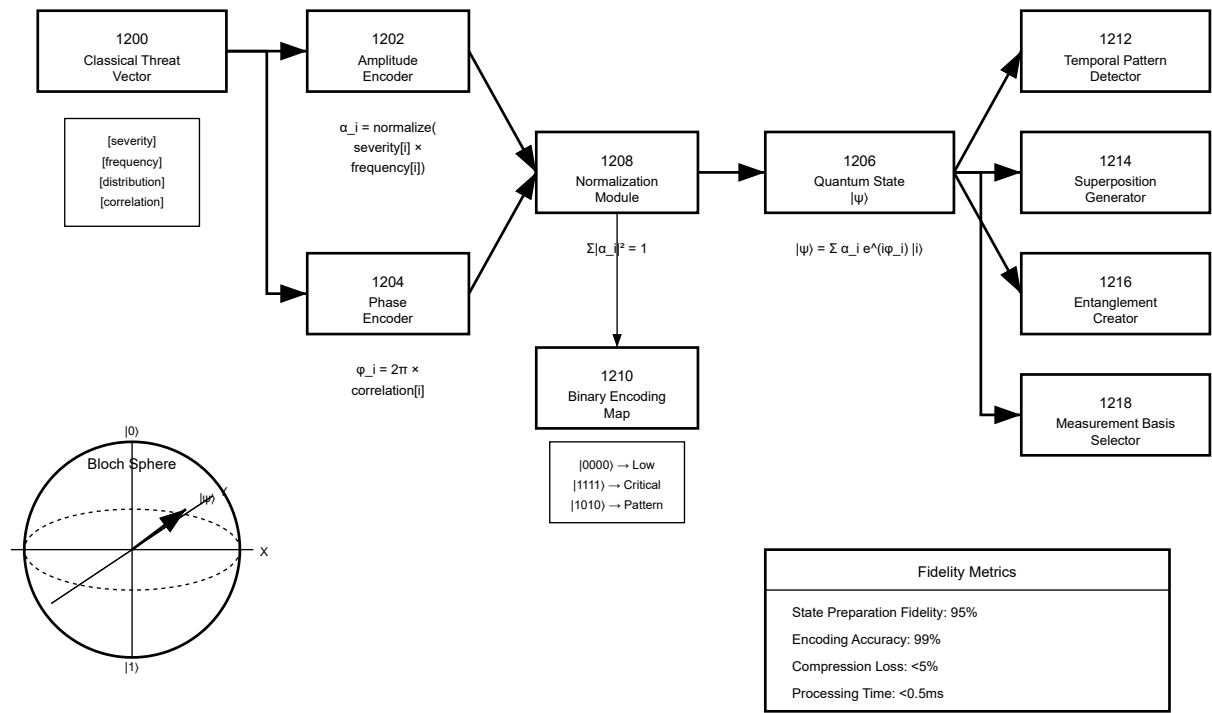 1200
Classical Threat
Vector
[severity]
[frequency]
[distribution]
[correlation]
1202
Amplitude
Encoder
α_i = normalize(
severity[i] ×
frequency[i])
1204
Phase
Encoder
φ_i = 2π ×
correlation[i]
1208
Normalization
Module
Σ|α_i|² = 1
1210
Binary Encoding
Map
|0000⟩ → Low
|1111⟩ → Critical
|1010⟩ → Pattern
1206
Quantum State
|ψ⟩
|ψ⟩ = Σ α_i e^(iφ_i) |i⟩
1212
Temporal Pattern
Detector
1214
Superposition
Generator
1216
Entanglement
Creator
1218
Measurement Basis
Selector
|0⟩
Bloch Sphere
|ψ⟩
Y
X
|1⟩
Fidelity Metrics
State Preparation Fidelity: 95%
Encoding Accuracy: 99%
Compression Loss: <5%
Processing Time: <0.5ms